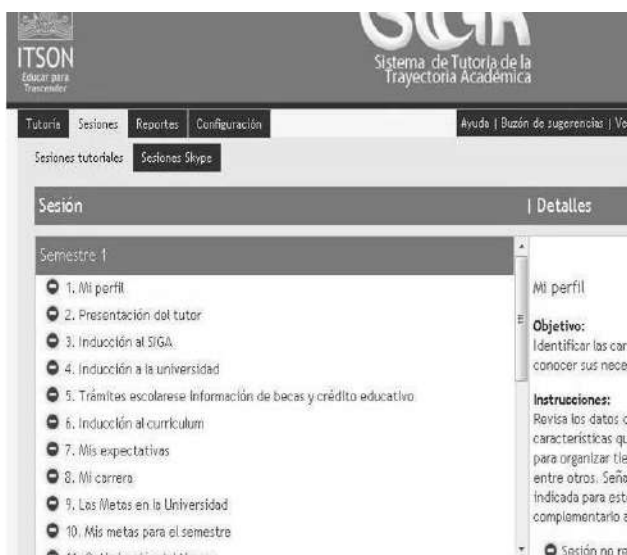 ITSON
Educar para
Trascender
SIGA
Sistema de Tutoría de la
Trayectoria Académica
Tutoría Sesiones Reportes Configuración
Ayuda | Buzón de sugerencias | Ve
Sesiones tutoriales Sesiones Skype
Sesión
| Detalles
Semestre 1
1. Mi perfil
2. Presentación del tutor
3. Inducción al SIGA
4. Inducción a la universidad
5. Trámites escolarese Información de becas y crédito educativo
6. Inducción al curriculum
7. Mis expectativas
8. Mi carrera
9. Las Metas en la Universidad
10. Mis metas para el semestre
Mi perfil
Objetivo:
Identificar las car
conocer sus nece
Instrucciones:
Revisa los datos
características qu
para organizar tie
entre otros. Seña
indicada para est
complementario a
Sesión no re